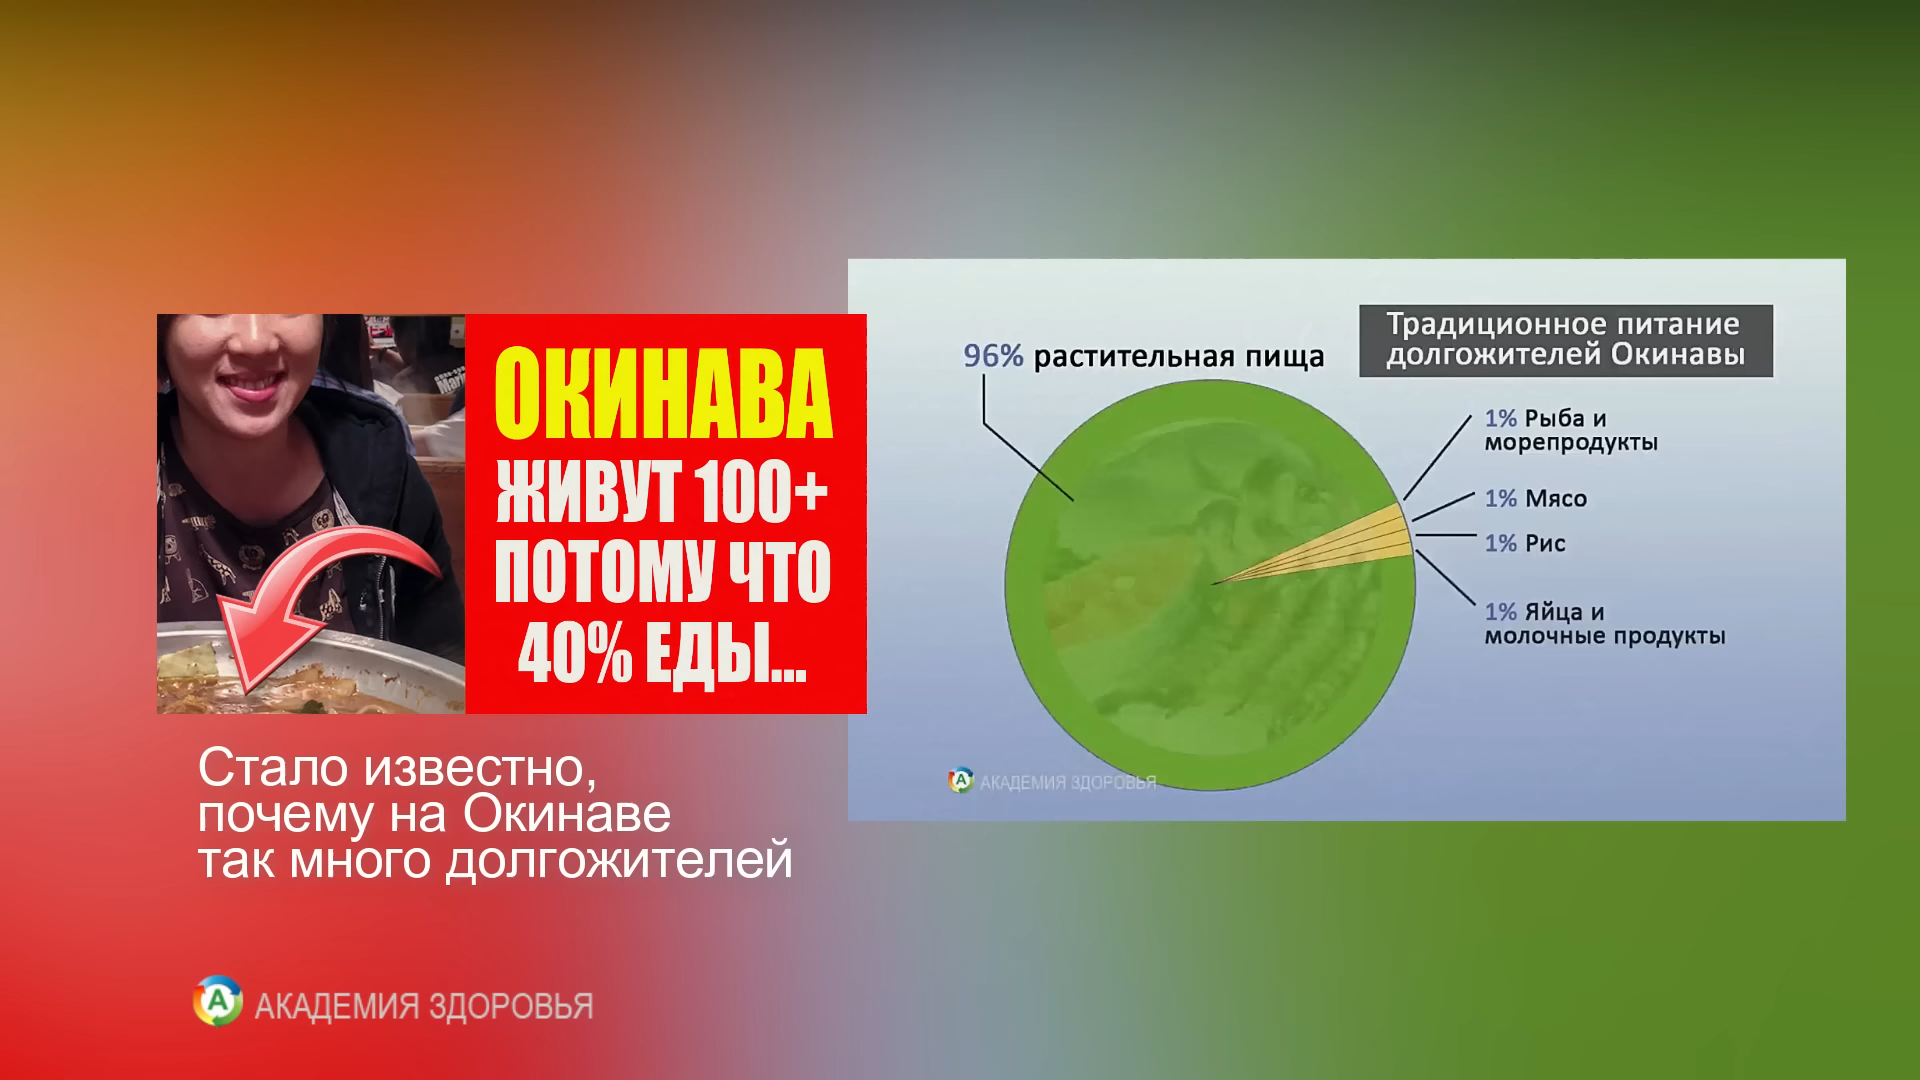 ОКИНАВА
ЖИВУТ 100+
ПОТОМУ ЧТО
40% ЕДЫ...
Стало известно,
почему на Окинаве
так много долгожителей
А АКАДЕМИЯ ЗДОРОВЬЯ
Традиционное питание
долгожителей Окинавы
96% растительная пища
1% Рыба и
морепродукты
1% Мясо
1% Рис
1% Яйца и
молочные продукты
А АКАДЕМИЯ ЗДОРОВЬЯ